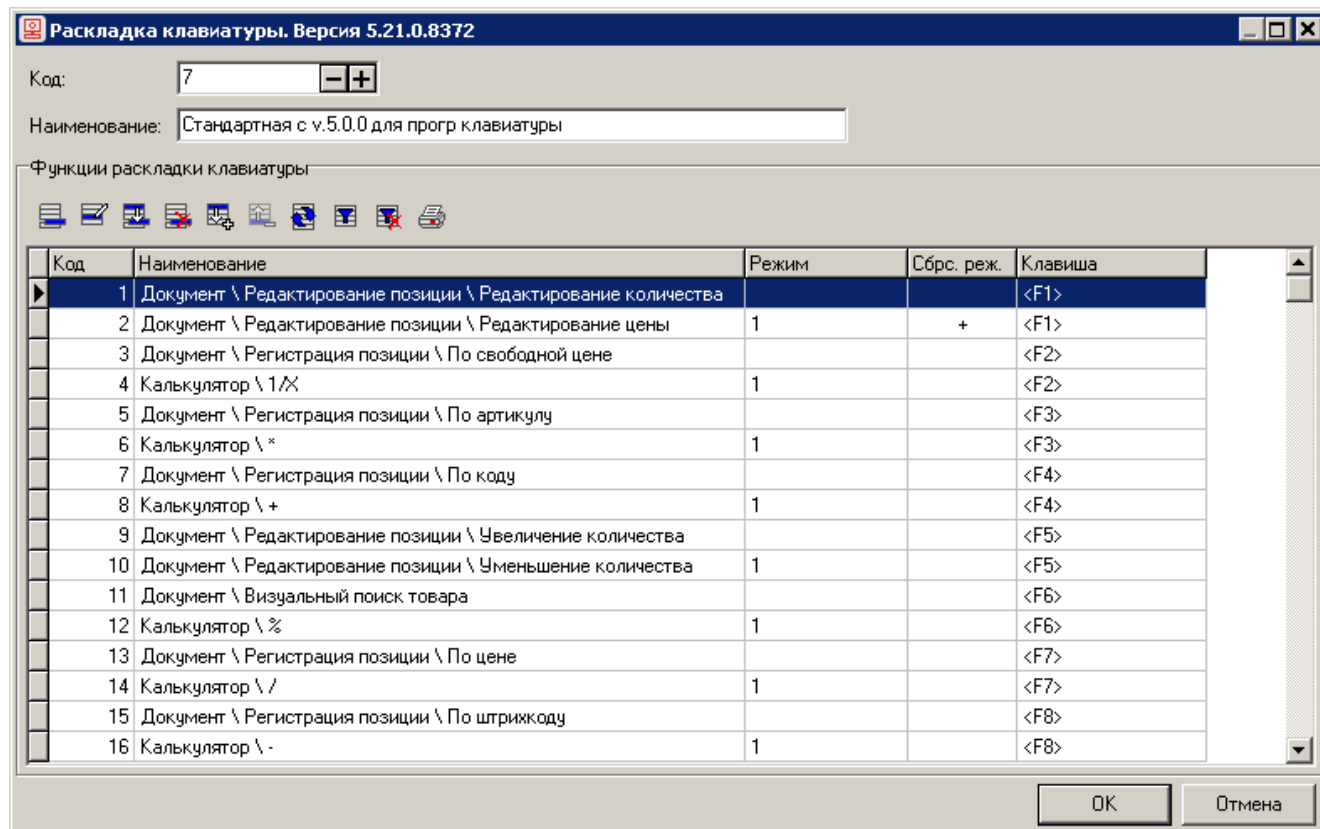 Раскладка клавиатуры. Версия 5.21.0.8372
Код: 7
Наименование: Стандартная с v.5.0.0 для прогр клавиатуры
Функции раскладки клавиатуры
Код Наименование Режим Сбрс. реж. Клавиша
1 Документ \ Редактирование позиции \ Редактирование количества <F1>
2 Документ \ Редактирование позиции \ Редактирование цены 1 + <F1>
3 Документ \ Регистрация позиции \ По свободной цене <F2>
4 Калькулятор \ 1/X 1 <F2>
5 Документ \ Регистрация позиции \ По артикулу <F3>
6 Калькулятор \ * 1 <F3>
7 Документ \ Регистрация позиции \ По коду <F4>
8 Калькулятор \ + 1 <F4>
9 Документ \ Редактирование позиции \ Увеличение количества <F5>
10 Документ \ Редактирование позиции \ Уменьшение количества 1 <F5>
11 Документ \ Визуальный поиск товара <F6>
12 Калькулятор \ % 1 <F6>
13 Документ \ Регистрация позиции \ По цене <F7>
14 Калькулятор \ / 1 <F7>
15 Документ \ Регистрация позиции \ По штрихкоду <F8>
16 Калькулятор \ - 1 <F8>
OK Отмена